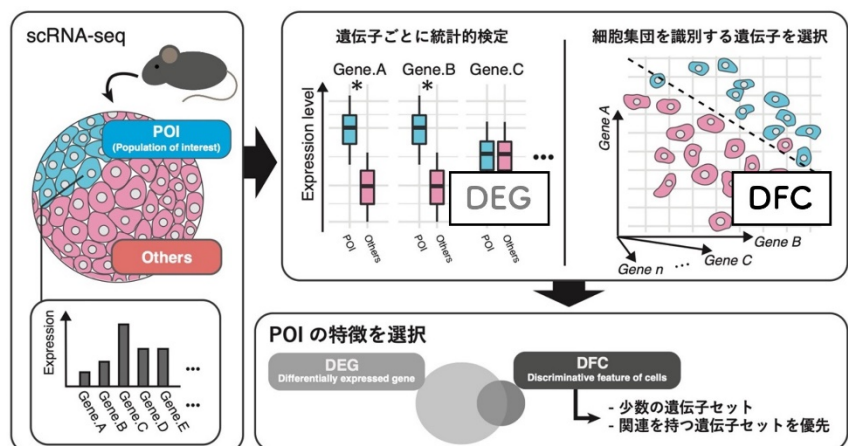 scRNA-seq
POI
(Population of interest)
Others
Expression
Gene.A
Gene.B
Gene.C
Gene.D
Gene.E
...
...
遺伝子ごとに統計的検定
Gene.A
Gene.B
Gene.C
*
*
Expression level
...
POI
Others
POI
Others
POI
Others
DEG
細胞集団を識別する遺伝子を選択
Gene A
Gene B
Gene C
...
Gene n
DFC
POI の特徴を選択
DEG
Differentially expressed gene
DFC
Discriminative feature of cells
- 少数の遺伝子セット
- 関連を持つ遺伝子セットを優先